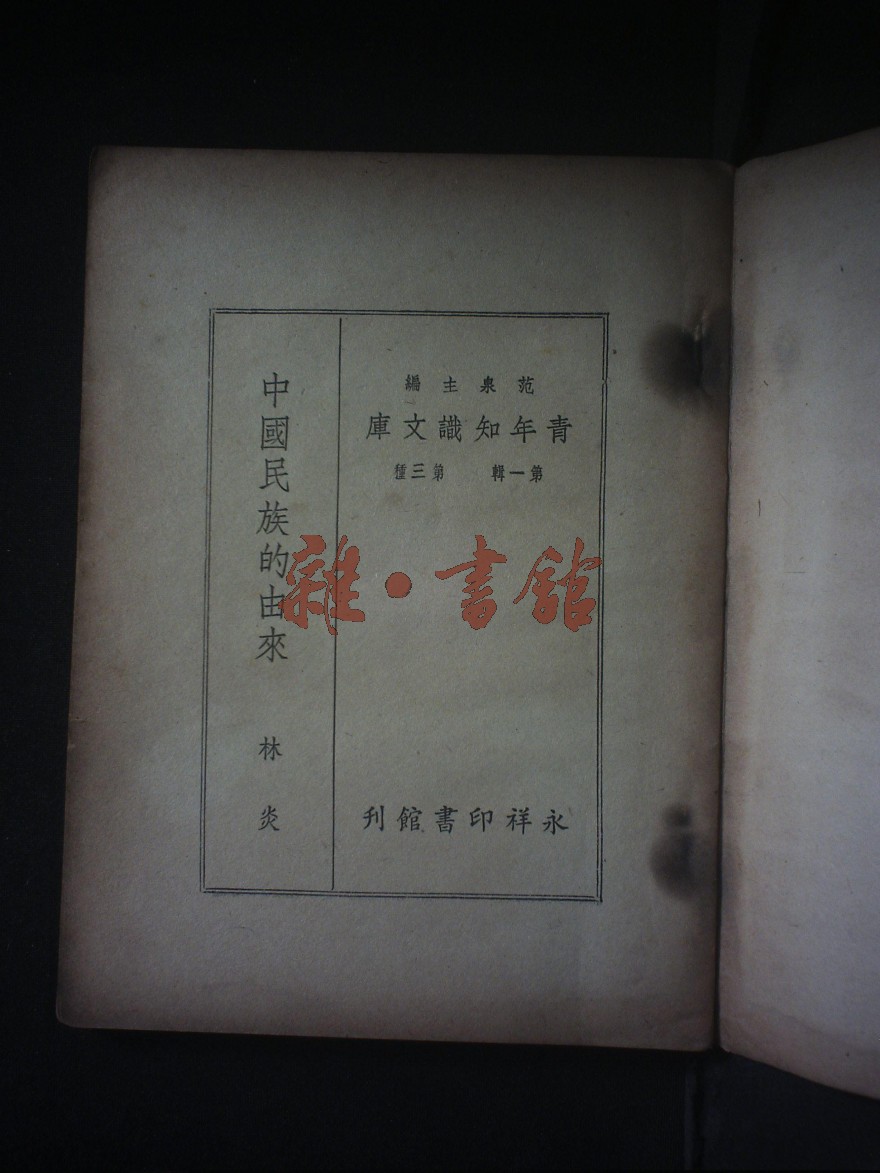 范泉主編
青年知識文庫
第一輯 第三種
永祥印書館刊
中國民族的由來
林炎
雜•書館